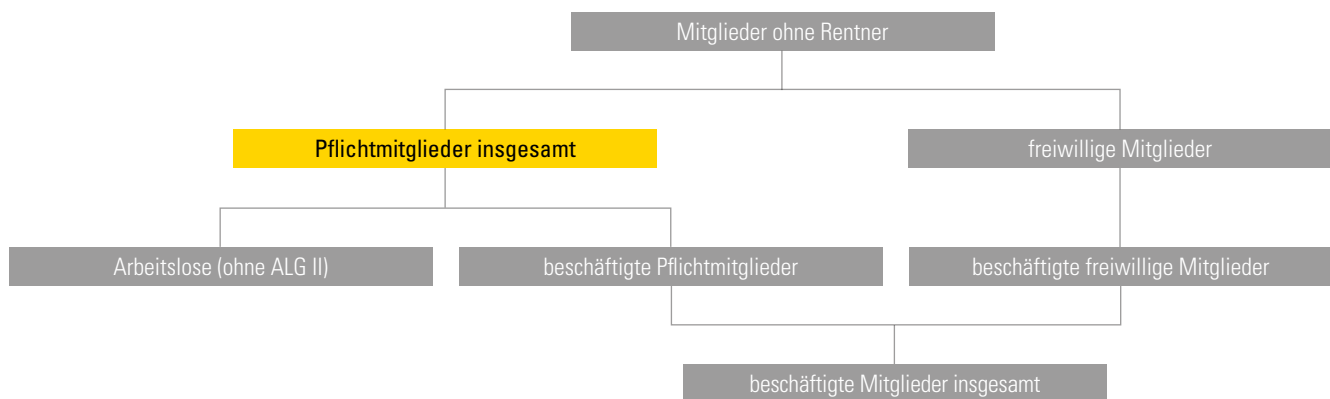 Mitglieder ohne Rentner
Pflichtmitglieder insgesamt
freiwillige Mitglieder
Arbeitslose (ohne ALG II)
beschäftigte Pflichtmitglieder
beschäftigte freiwillige Mitglieder
beschäftigte Mitglieder insgesamt